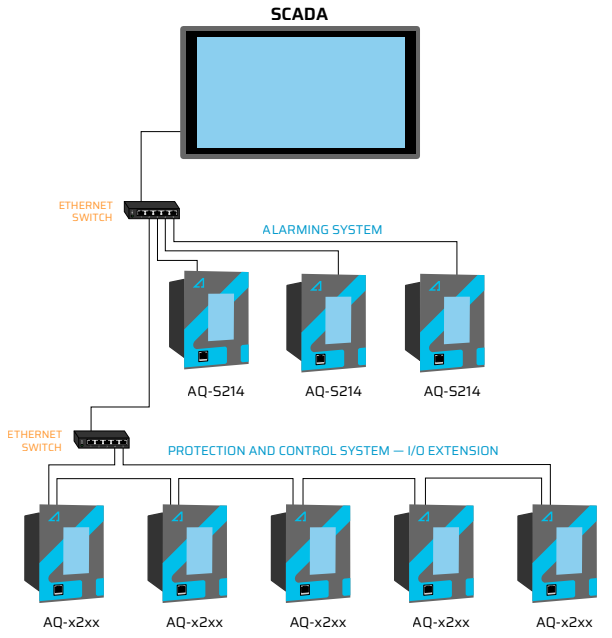 SCADA
ETHERNET
SWITCH
ALARMING SYSTEM
AQ-S214
AQ-S214
AQ-S214
ETHERNET
SWITCH
PROTECTION AND CONTROL SYSTEM — I/O EXTENSION
AQ-x2xx
AQ-x2xx
AQ-x2xx
AQ-x2xx
AQ-x2xx